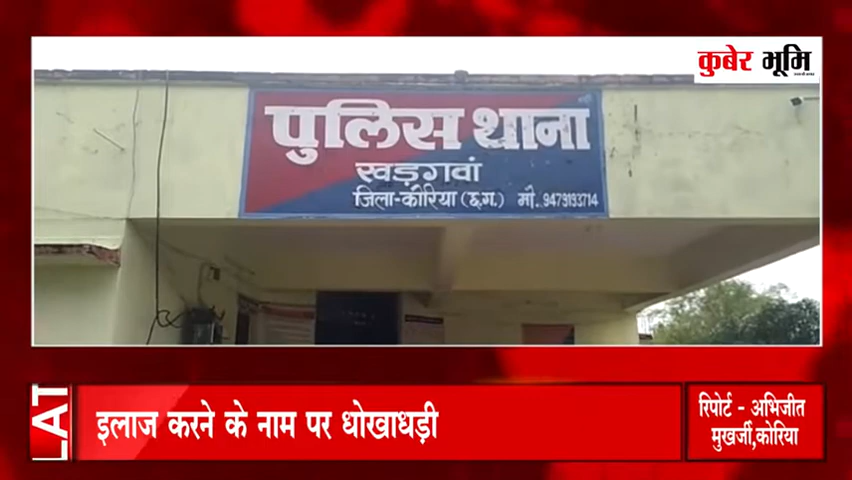 कुबेर भूमि
पुलिस थाना
खड़गवां
जिला-कोरिया (छ.ग.) मो. 9479193714
LAT
इलाज करने के नाम पर धोखाधड़ी
रिपोर्ट - अभिजीत
मुखर्जी,कोरिया